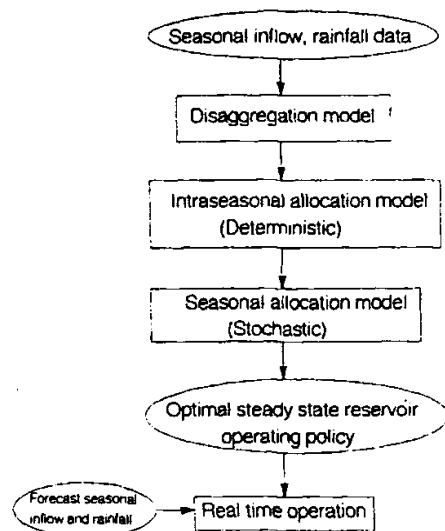 Seasonal inflow, rainfall data
Disaggregation model
Intraseasonal allocation model
(Deterministic)
Seasonal allocation model
(Stochastic)
Optimal steady state reservoir
operating policy
Forecast seasonal
inflow and rainfall
Real time operation